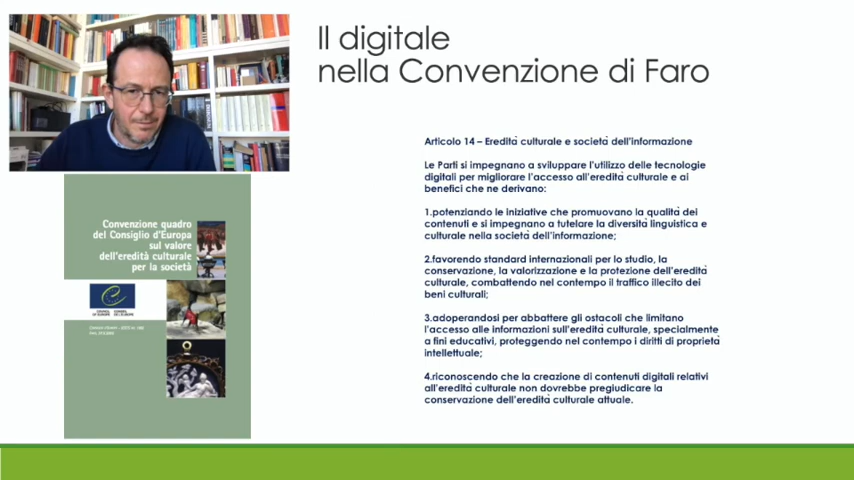 Il digitale
nella Convenzione di Faro
Articolo 14 – Eredità culturale e società dell'informazione
Le Parti si impegnano a sviluppare l'utilizzo delle tecnologie
digitali per migliorare l'accesso all'eredità culturale e ai
benefici che ne derivano:
1.potenziando le iniziative che promuovano la qualità dei
contenuti e si impegnano a tutelare la diversità linguistica e
culturale nella società dell'informazione;
2.favorendo standard internazionali per lo studio, la
conservazione, la valorizzazione e la protezione dell'eredità
culturale, combattendo nel contempo il traffico illecito dei
beni culturali;
3.adoperandosi per abbattere gli ostacoli che limitano
l'accesso alle informazioni sull'eredità culturale, specialmente
a fini educativi, proteggendo nel contempo i diritti di proprietà
intellettuale;
4.riconoscendo che la creazione di contenuti digitali relativi
all'eredità culturale non dovrebbe pregiudicare la
conservazione dell'eredità culturale attuale.
Convenzione quadro
del Consiglio d'Europa
sul valore
dell'eredità culturale
per la società
COUNCIL CONSEIL
OF EUROPE DE L'EUROPE